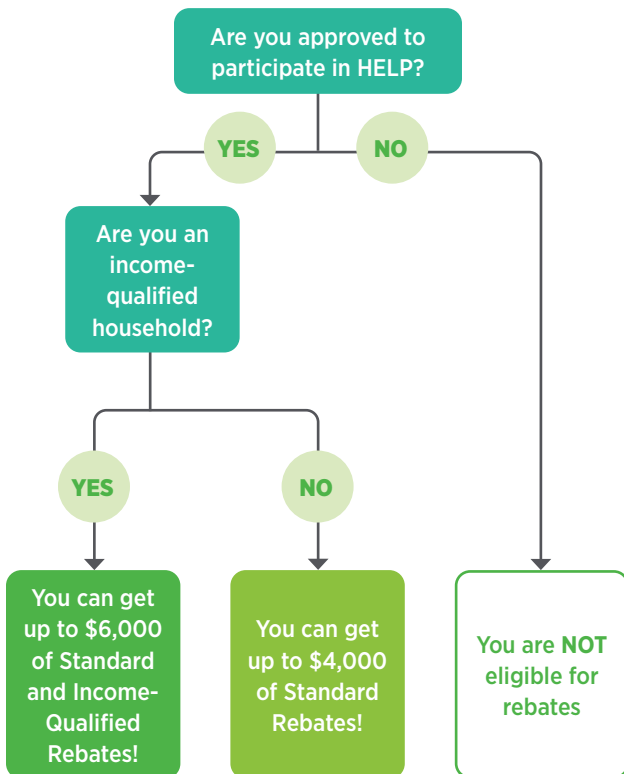 Are you approved to
participate in HELP?
YES
NO
Are you an
income-
qualified
household?
YES
NO
You can get
up to $6,000
of Standard
and Income-
Qualified
Rebates!
You can get
up to $4,000
of Standard
Rebates!
You are NOT
eligible for
rebates